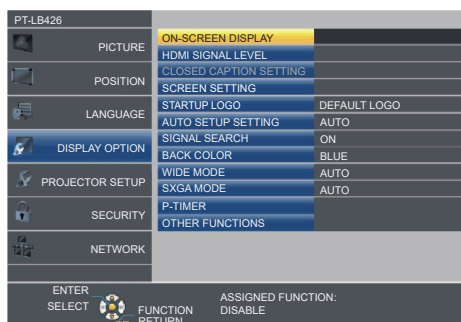 PT-LB426
PICTURE
POSITION
LANGUAGE
DISPLAY OPTION
PROJECTOR SETUP
SECURITY
NETWORK
ON-SCREEN DISPLAY
HDMI SIGNAL LEVEL
CLOSED CAPTION SETTING
SCREEN SETTING
STARTUP LOGO DEFAULT LOGO
AUTO SETUP SETTING AUTO
SIGNAL SEARCH ON
BACK COLOR BLUE
WIDE MODE AUTO
SXGA MODE AUTO
P-TIMER
OTHER FUNCTIONS
ENTER
SELECT
FUNCTION
RETURN
ASSIGNED FUNCTION:
DISABLE